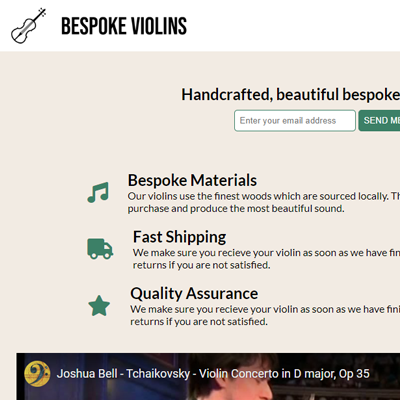 BESPOKE VIOLINS
Handcrafted, beautiful bespoke
Enter your email address
SEND ME
Bespoke Materials
Our violins use the finest woods which are sourced locally. Th
purchase and produce the most beautiful sound.
Fast Shipping
We make sure you recieve your violin as soon as we have fin
returns if you are not satisfied.
Quality Assurance
We make sure you recieve your violin as soon as we have fini
returns if you are not satisfied.
Joshua Bell - Tchaikovsky - Violin Concerto in D major, Op 35